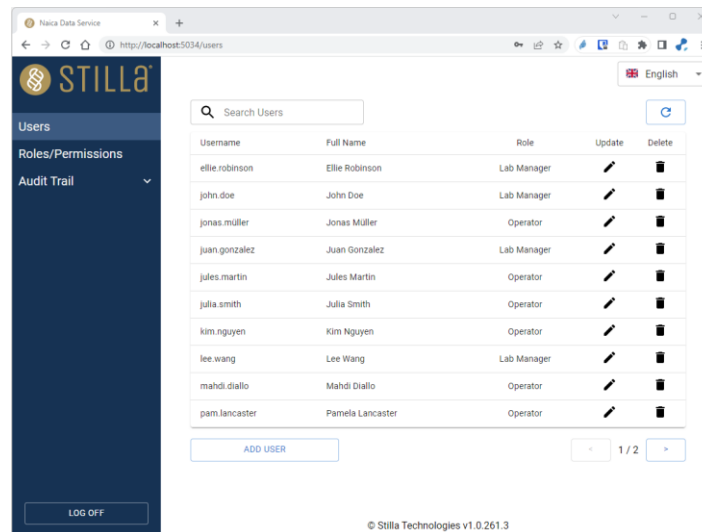 Naica Data Service
http://localhost:5034/users
STILLa
English
Users
Roles/Permissions
Audit Trail
Search Users
Username Full Name Role Update Delete
ellie.robinson Ellie Robinson Lab Manager
john.doe John Doe Lab Manager
jonas.müller Jonas Müller Operator
juan.gonzalez Juan Gonzalez Lab Manager
jules.martin Jules Martin Operator
julia.smith Julia Smith Operator
kim.nguyen Kim Nguyen Operator
lee.wang Lee Wang Lab Manager
mahdi.diallo Mahdi Diallo Operator
pam.lancaster Pamela Lancaster Operator
ADD USER < 1 / 2 >
LOG OFF
© Stilla Technologies v1.0.261.3